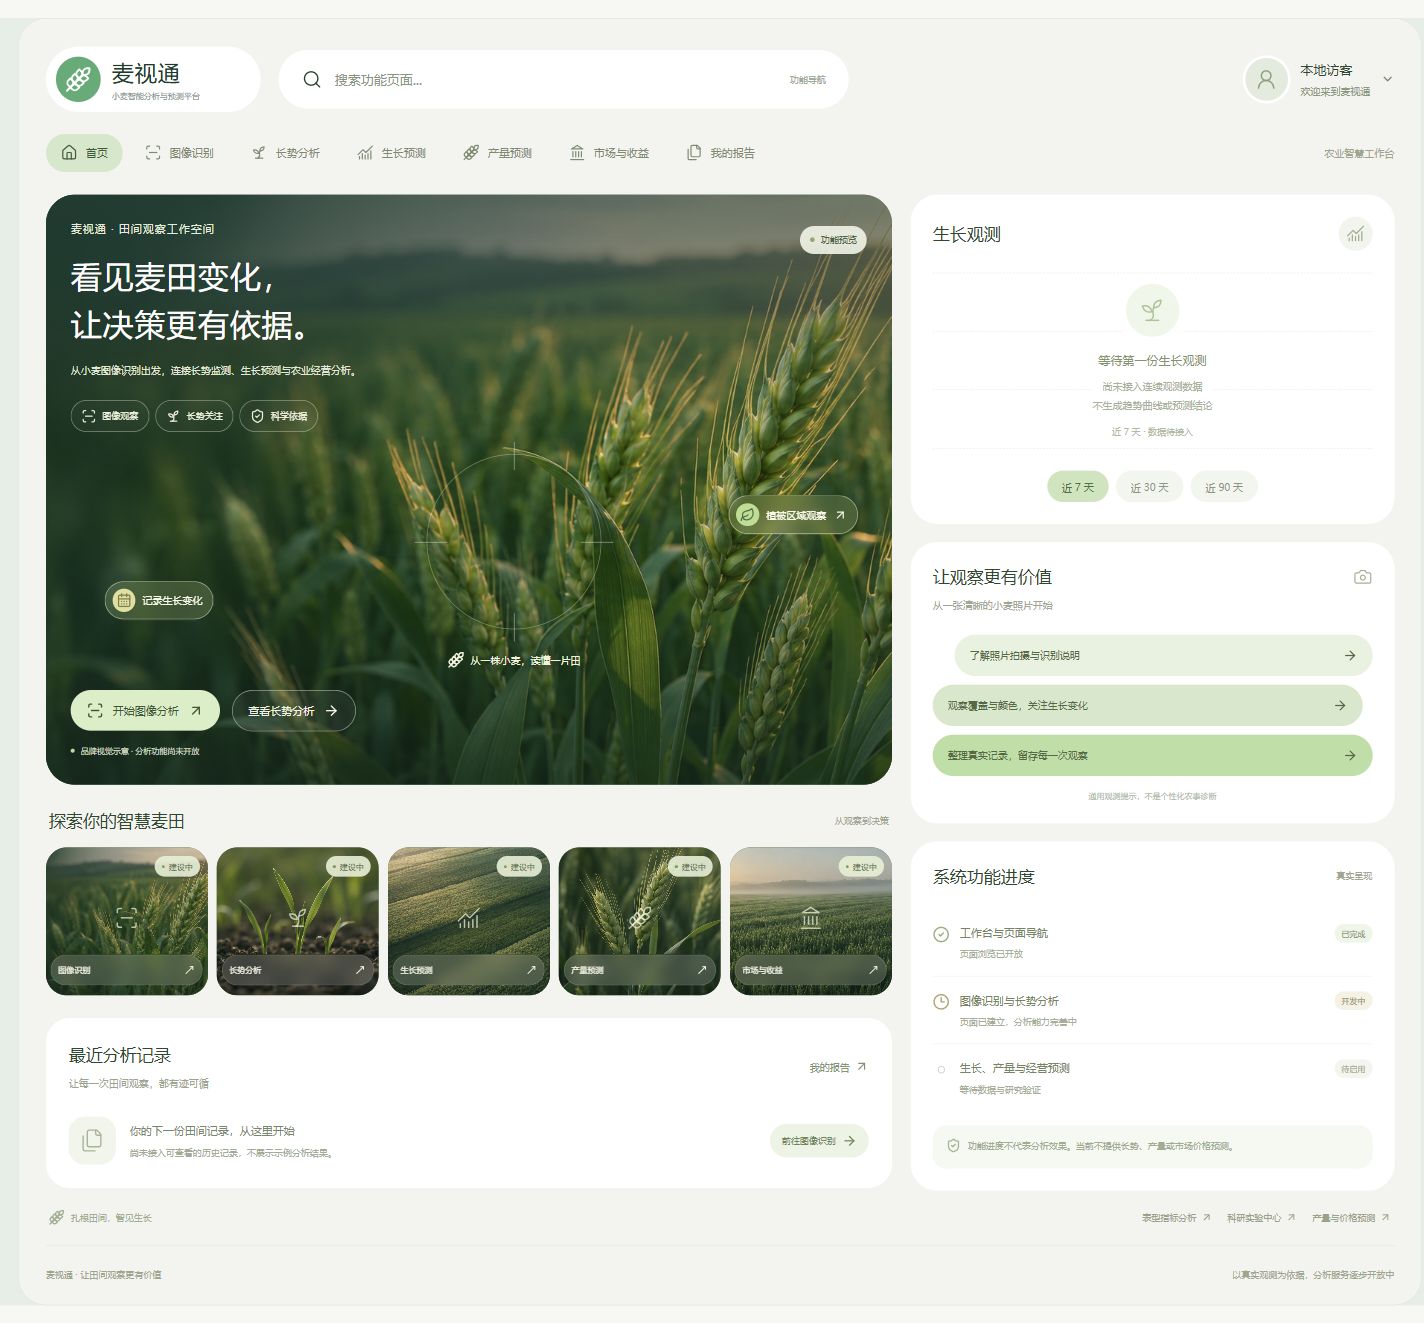 麦视通
小麦智能分析与预测平台
搜索功能页面...
功能导航
本地访客
欢迎来到麦视通
首页
图像识别
长势分析
生长预测
产量预测
市场与收益
我的报告
农业智慧工作台
麦视通 · 田间观察工作空间
功能预览
看见麦田变化，
让决策更有依据。
从小麦图像识别出发，连接长势监测、生长预测与农业经营分析。
图像观察
长势关注
科学依据
植被区域观察
记录生长变化
从一株小麦，读懂一片田
开始图像分析
查看长势分析
品牌视觉示意 · 分析功能尚未开放
生长观测
等待第一份生长观测
尚未接入连续观测数据
不生成趋势曲线或预测结论
近 7 天 · 数据待接入
近 7 天
近 30 天
近 90 天
让观察更有价值
从一张清晰的小麦照片开始
了解照片拍摄与识别说明
观察覆盖与颜色，关注生长变化
整理真实记录，留存每一次观察
通用观测提示，不是个性化农事诊断
探索你的智慧麦田
从观察到决策
建设中
图像识别
建设中
长势分析
建设中
生长预测
建设中
产量预测
建设中
市场与收益
系统功能进度
真实呈现
工作台与页面导航
已完成
页面浏览已开放
图像识别与长势分析
开发中
页面已建立，分析能力完善中
生长、产量与经营预测
待启用
等待数据与研究验证
功能进度不代表分析效果。当前不提供长势、产量或市场价格预测。
最近分析记录
让每一次田间观察，都有迹可循
我的报告
你的下一份田间记录，从这里开始
尚未接入可查看的历史记录，不展示示例分析结果。
前往图像识别
扎根田间，智见生长
表型指标分析
科研实验中心
产量与价格预测
麦视通 · 让田间观察更有价值
以真实观测为依据，分析服务逐步开放中